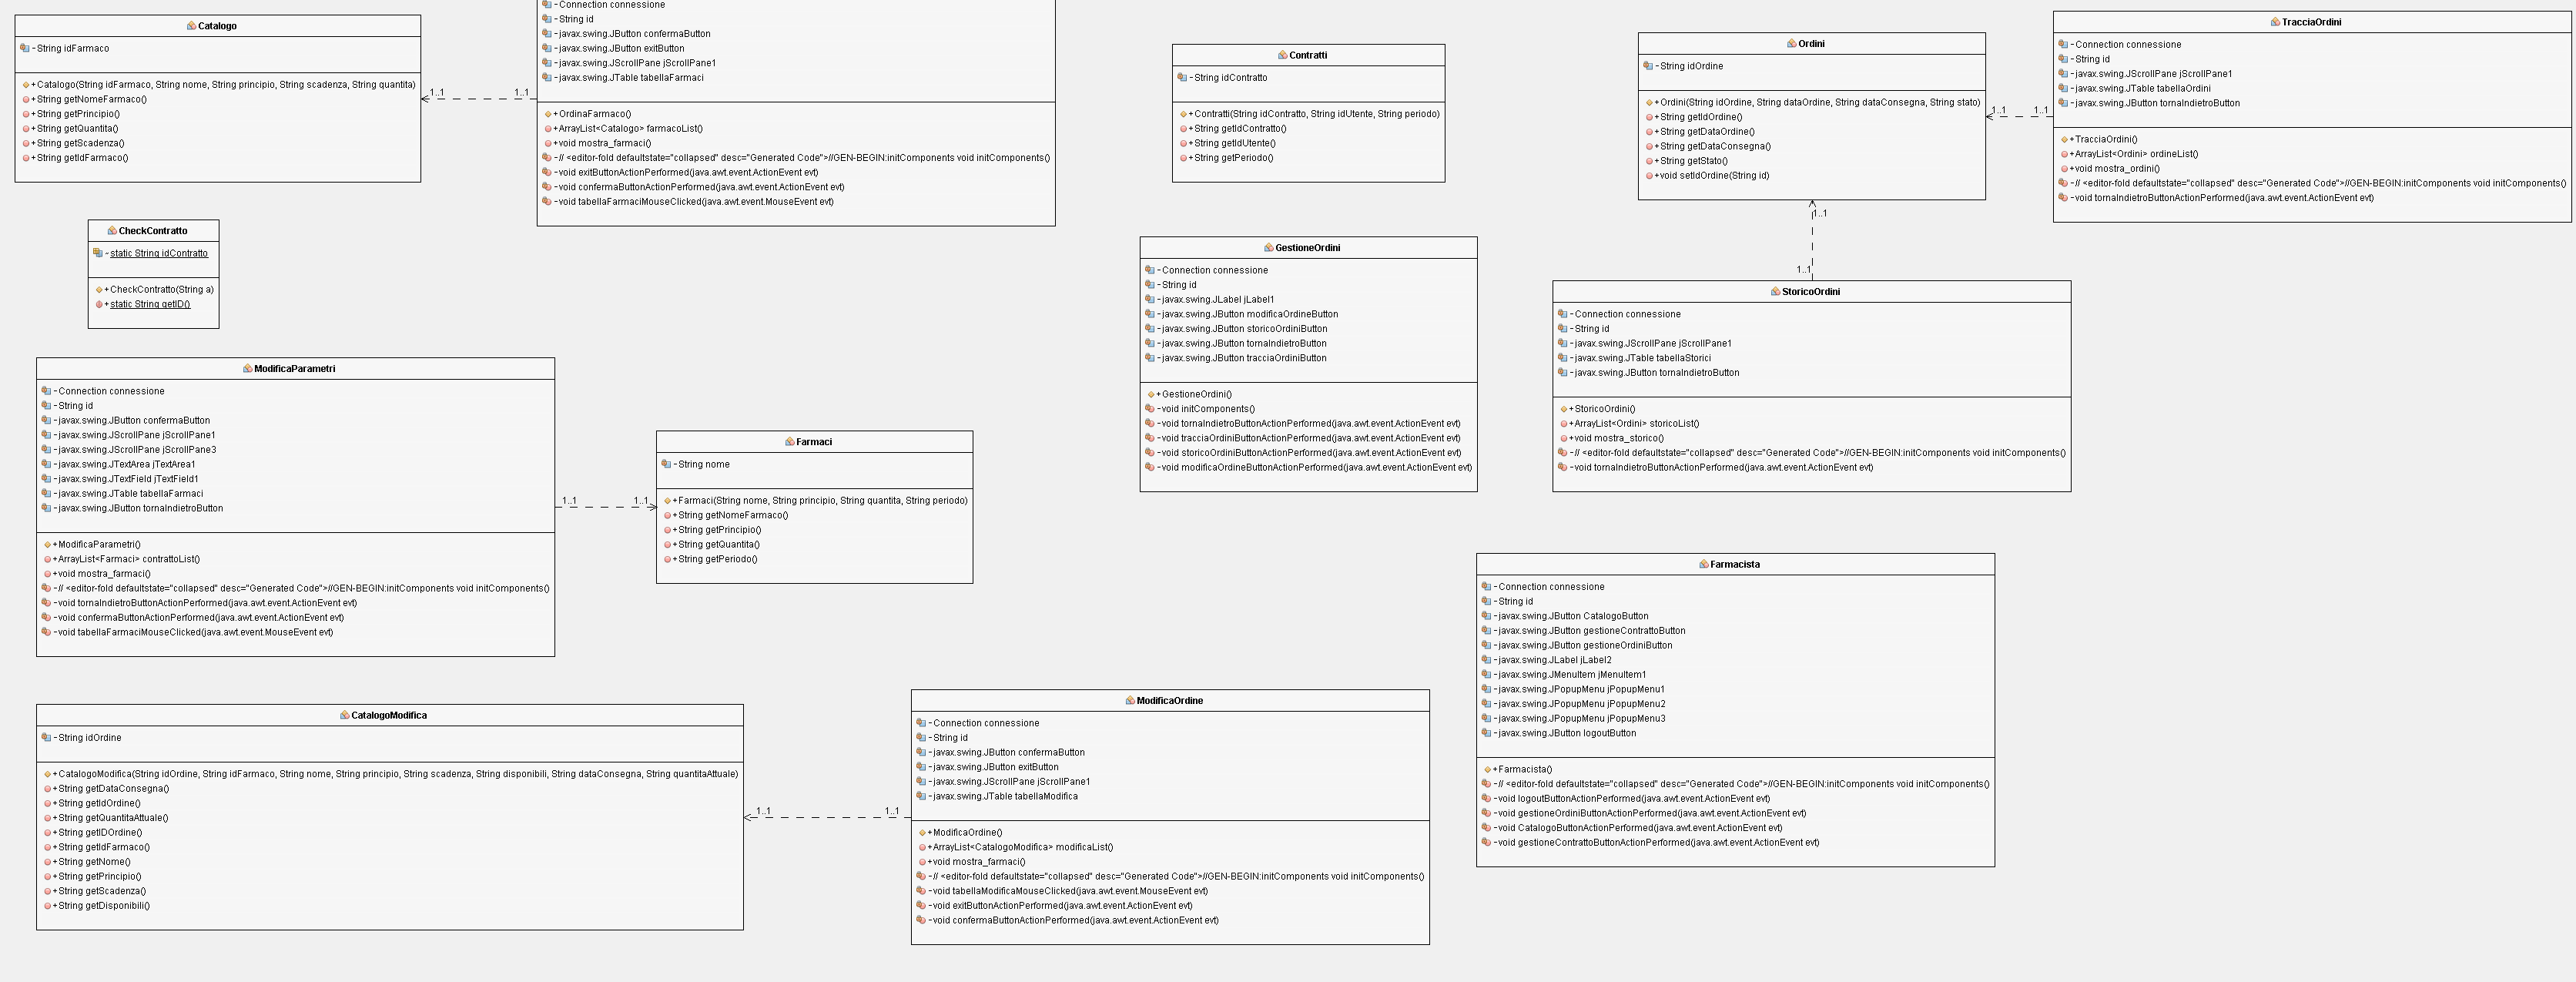 Catalogo
-String idFarmaco
+Catalogo(String idFarmaco, String nome, String principio, String scadenza, String quantita)
+String getNomeFarmaco()
+String getPrincipio()
+String getQuantita()
+String getScadenza()
+String getIdFarmaco()
1..1
1..1
-Connection connessione
-String id
-javax.swing.JButton confermaButton
-javax.swing.JButton exitButton
-javax.swing.JScrollPane jScrollPane1
-javax.swing.JTable tabellaFarmaci
+OrdinaFarmaco()
+ArrayList<Catalogo> farmacoList()
+void mostra_farmaci()
-// <editor-fold defaultstate="collapsed" desc="Generated Code">//GEN-BEGIN:initComponents void initComponents()
-void exitButtonActionPerformed(java.awt.event.ActionEvent evt)
-void confermaButtonActionPerformed(java.awt.event.ActionEvent evt)
-void tabellaFarmaciMouseClicked(java.awt.event.MouseEvent evt)
Contratti
-String idContratto
+Contratti(String idContratto, String idUtente, String periodo)
+String getIdContratto()
+String getIdUtente()
+String getPeriodo()
Ordini
-String idOrdine
+Ordini(String idOrdine, String dataOrdine, String dataConsegna, String stato)
+String getIdOrdine()
+String getDataOrdine()
+String getDataConsegna()
+String getStato()
+void setIdOrdine(String id)
1..1
1..1
TracciaOrdini
-Connection connessione
-String id
-javax.swing.JScrollPane jScrollPane1
-javax.swing.JTable tabellaOrdini
-javax.swing.JButton tornaIndietroButton
+TracciaOrdini()
+ArrayList<Ordini> ordineList()
+void mostra_ordini()
-// <editor-fold defaultstate="collapsed" desc="Generated Code">//GEN-BEGIN:initComponents void initComponents()
-void tornaIndietroButtonActionPerformed(java.awt.event.ActionEvent evt)
1..1
1..1
CheckContratto
-static String idContratto
+CheckContratto(String a)
+static String getID()
GestioneOrdini
-Connection connessione
-String id
-javax.swing.JLabel jLabel1
-javax.swing.JButton modificaOrdineButton
-javax.swing.JButton storicoOrdiniButton
-javax.swing.JButton tornaIndietroButton
-javax.swing.JButton tracciaOrdiniButton
+GestioneOrdini()
-void initComponents()
-void tornaIndietroButtonActionPerformed(java.awt.event.ActionEvent evt)
-void tracciaOrdiniButtonActionPerformed(java.awt.event.ActionEvent evt)
-void storicoOrdiniButtonActionPerformed(java.awt.event.ActionEvent evt)
-void modificaOrdineButtonActionPerformed(java.awt.event.ActionEvent evt)
StoricoOrdini
-Connection connessione
-String id
-javax.swing.JScrollPane jScrollPane1
-javax.swing.JTable tabellaStorici
-javax.swing.JButton tornaIndietroButton
+StoricoOrdini()
+ArrayList<Ordini> storicoList()
+void mostra_storico()
-// <editor-fold defaultstate="collapsed" desc="Generated Code">//GEN-BEGIN:initComponents void initComponents()
-void tornaIndietroButtonActionPerformed(java.awt.event.ActionEvent evt)
ModificaParametri
-Connection connessione
-String id
-javax.swing.JButton confermaButton
-javax.swing.JScrollPane jScrollPane1
-javax.swing.JScrollPane jScrollPane3
-javax.swing.JTextArea jTextArea1
-javax.swing.JTextField jTextField1
-javax.swing.JTable tabellaFarmaci
-javax.swing.JButton tornaIndietroButton
+ModificaParametri()
+ArrayList<Farmaci> contrattoList()
+void mostra_farmaci()
-// <editor-fold defaultstate="collapsed" desc="Generated Code">//GEN-BEGIN:initComponents void initComponents()
-void tornaIndietroButtonActionPerformed(java.awt.event.ActionEvent evt)
-void confermaButtonActionPerformed(java.awt.event.ActionEvent evt)
-void tabellaFarmaciMouseClicked(java.awt.event.MouseEvent evt)
1..1
1..1
Farmaci
-String nome
+Farmaci(String nome, String principio, String quantita, String periodo)
+String getNomeFarmaco()
+String getPrincipio()
+String getQuantita()
+String getPeriodo()
Farmacista
-Connection connessione
-String id
-javax.swing.JButton CatalogoButton
-javax.swing.JButton gestioneContrattoButton
-javax.swing.JButton gestioneOrdiniButton
-javax.swing.JLabel jLabel2
-javax.swing.JMenuItem jMenuItem1
-javax.swing.JPopupMenu jPopupMenu1
-javax.swing.JPopupMenu jPopupMenu2
-javax.swing.JPopupMenu jPopupMenu3
-javax.swing.JButton logoutButton
+Farmacista()
-// <editor-fold defaultstate="collapsed" desc="Generated Code">//GEN-BEGIN:initComponents void initComponents()
-void logoutButtonActionPerformed(java.awt.event.ActionEvent evt)
-void gestioneOrdiniButtonActionPerformed(java.awt.event.ActionEvent evt)
-void CatalogoButtonActionPerformed(java.awt.event.ActionEvent evt)
-void gestioneContrattoButtonActionPerformed(java.awt.event.ActionEvent evt)
CatalogoModifica
-String idOrdine
+CatalogoModifica(String idOrdine, String idFarmaco, String nome, String principio, String scadenza, String disponibili, String dataConsegna, String quantitaAttuale)
+String getDataConsegna()
+String getIdOrdine()
+String getQuantitaAttuale()
+String getIDOrdine()
+String getIdFarmaco()
+String getNome()
+String getPrincipio()
+String getScadenza()
+String getDisponibili()
1..1
1..1
ModificaOrdine
-Connection connessione
-String id
-javax.swing.JButton confermaButton
-javax.swing.JButton exitButton
-javax.swing.JScrollPane jScrollPane1
-javax.swing.JTable tabellaModifica
+ModificaOrdine()
+ArrayList<CatalogoModifica> modificaList()
+void mostra_farmaci()
-// <editor-fold defaultstate="collapsed" desc="Generated Code">//GEN-BEGIN:initComponents void initComponents()
-void tabellaModificaMouseClicked(java.awt.event.MouseEvent evt)
-void exitButtonActionPerformed(java.awt.event.ActionEvent evt)
-void confermaButtonActionPerformed(java.awt.event.ActionEvent evt)